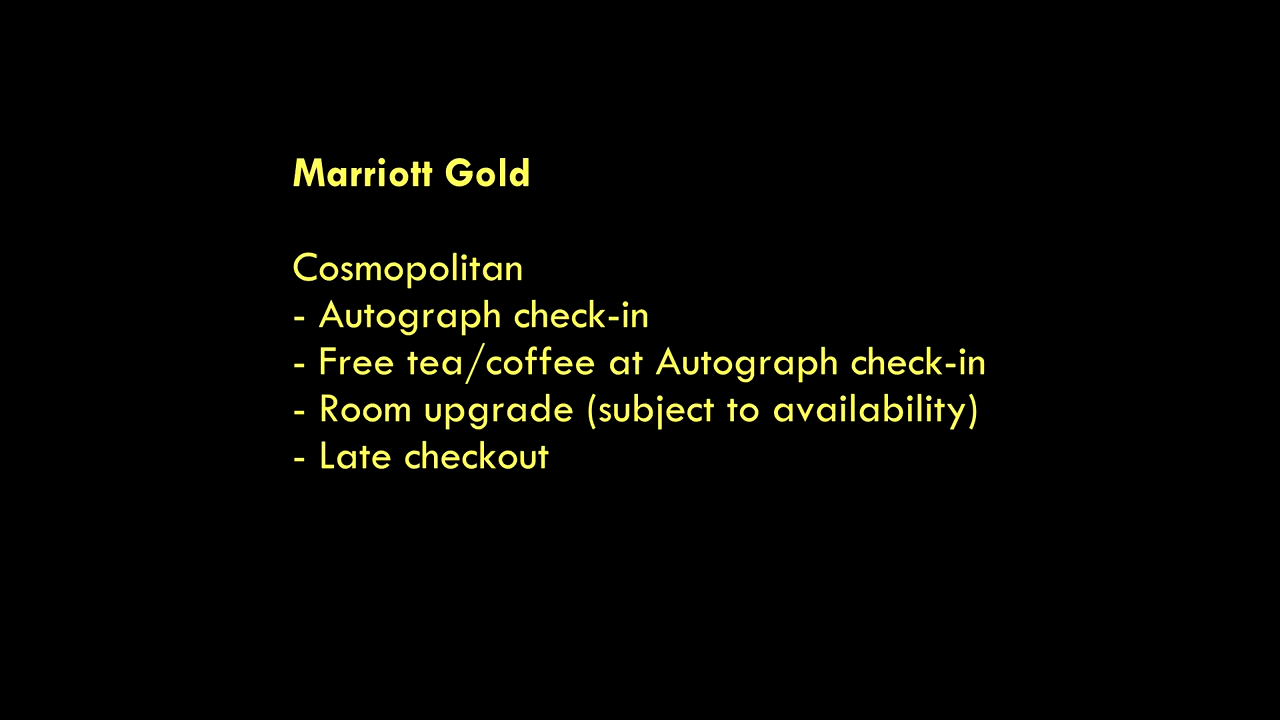 Marriott Gold
Cosmopolitan
- Autograph check-in
- Free tea/coffee at Autograph check-in
- Room upgrade (subject to availability)
- Late checkout